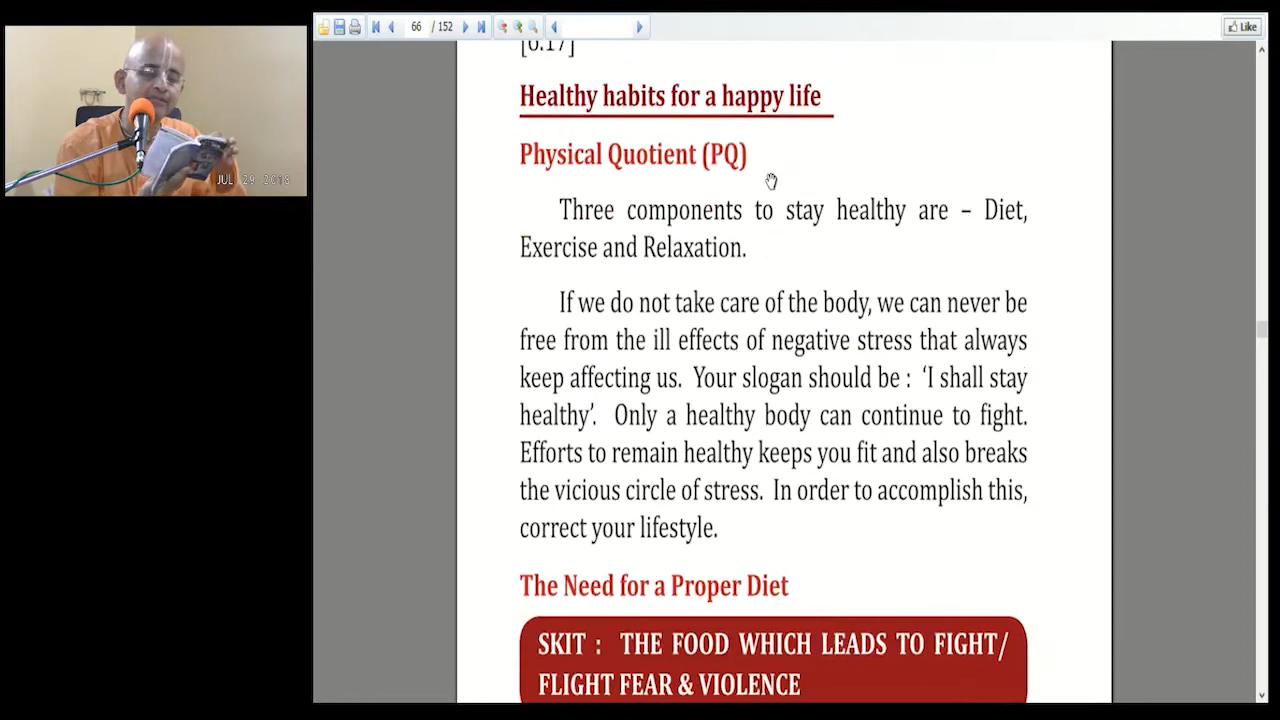 66 / 152
Like
[6.17]
Healthy habits for a happy life
Physical Quotient (PQ)
Three components to stay healthy are – Diet,
Exercise and Relaxation.
If we do not take care of the body, we can never be
free from the ill effects of negative stress that always
keep affecting us. Your slogan should be : ‘I shall stay
healthy’. Only a healthy body can continue to fight.
Efforts to remain healthy keeps you fit and also breaks
the vicious circle of stress. In order to accomplish this,
correct your lifestyle.
The Need for a Proper Diet
SKIT : THE FOOD WHICH LEADS TO FIGHT/
FLIGHT FEAR & VIOLENCE
JUL 29 2018